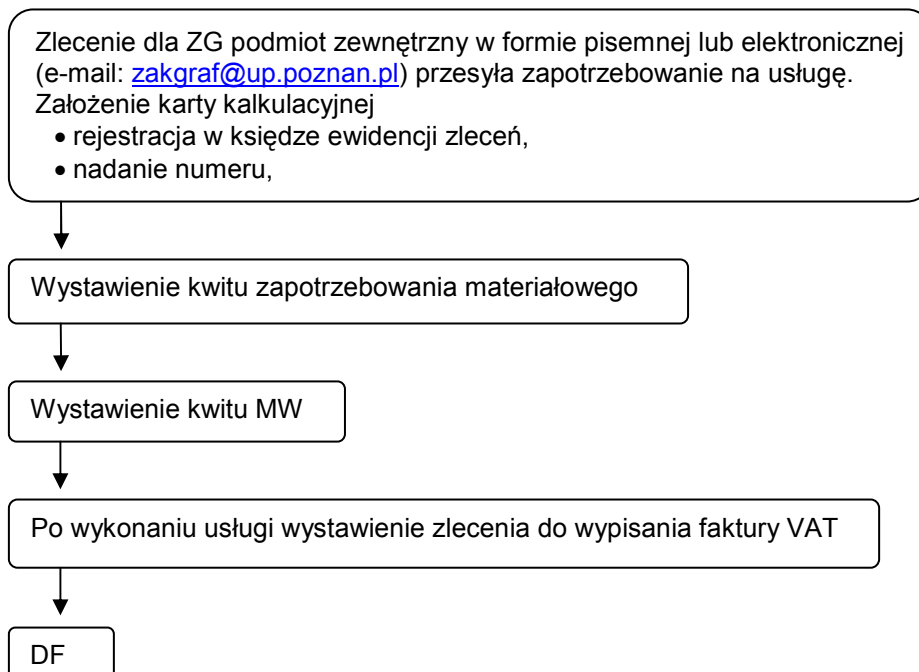 Zlecenie dla ZG podmiot zewnętrzny w formie pisemnej lub elektronicznej
(e-mail: zakgraf@up.poznan.pl) przesyła zapotrzebowanie na usługę.
Założenie karty kalkulacyjnej
• rejestracja w księdze ewidencji zleceń,
• nadanie numeru,
Wystawienie kwitu zapotrzebowania materiałowego
Wystawienie kwitu MW
Po wykonaniu usługi wystawienie zlecenia do wypisania faktury VAT
DF